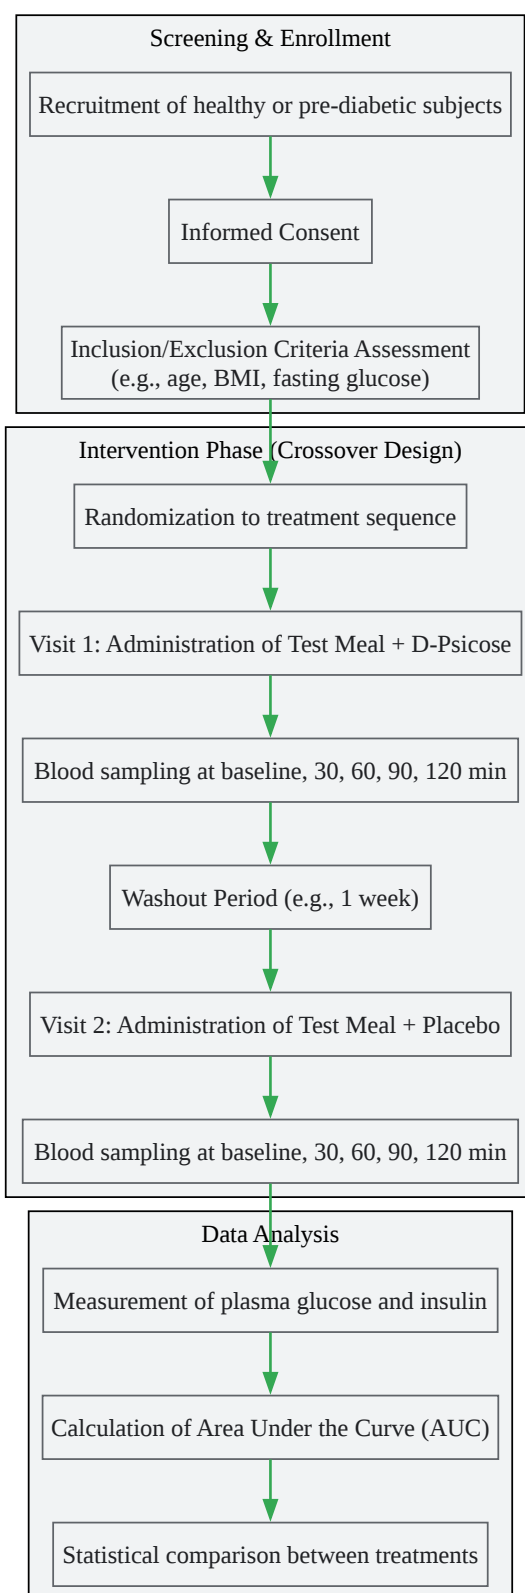 Screening & Enrollment
Recruitment of healthy or pre-diabetic subjects
Informed Consent
Inclusion/Exclusion Criteria Assessment
(e.g., age, BMI, fasting glucose)
Intervention Phase (Crossover Design)
Randomization to treatment sequence
Visit 1: Administration of Test Meal + D-Psicose
Blood sampling at baseline, 30, 60, 90, 120 min
Washout Period (e.g., 1 week)
Visit 2: Administration of Test Meal + Placebo
Blood sampling at baseline, 30, 60, 90, 120 min
Data Analysis
Measurement of plasma glucose and insulin
Calculation of Area Under the Curve (AUC)
Statistical comparison between treatments